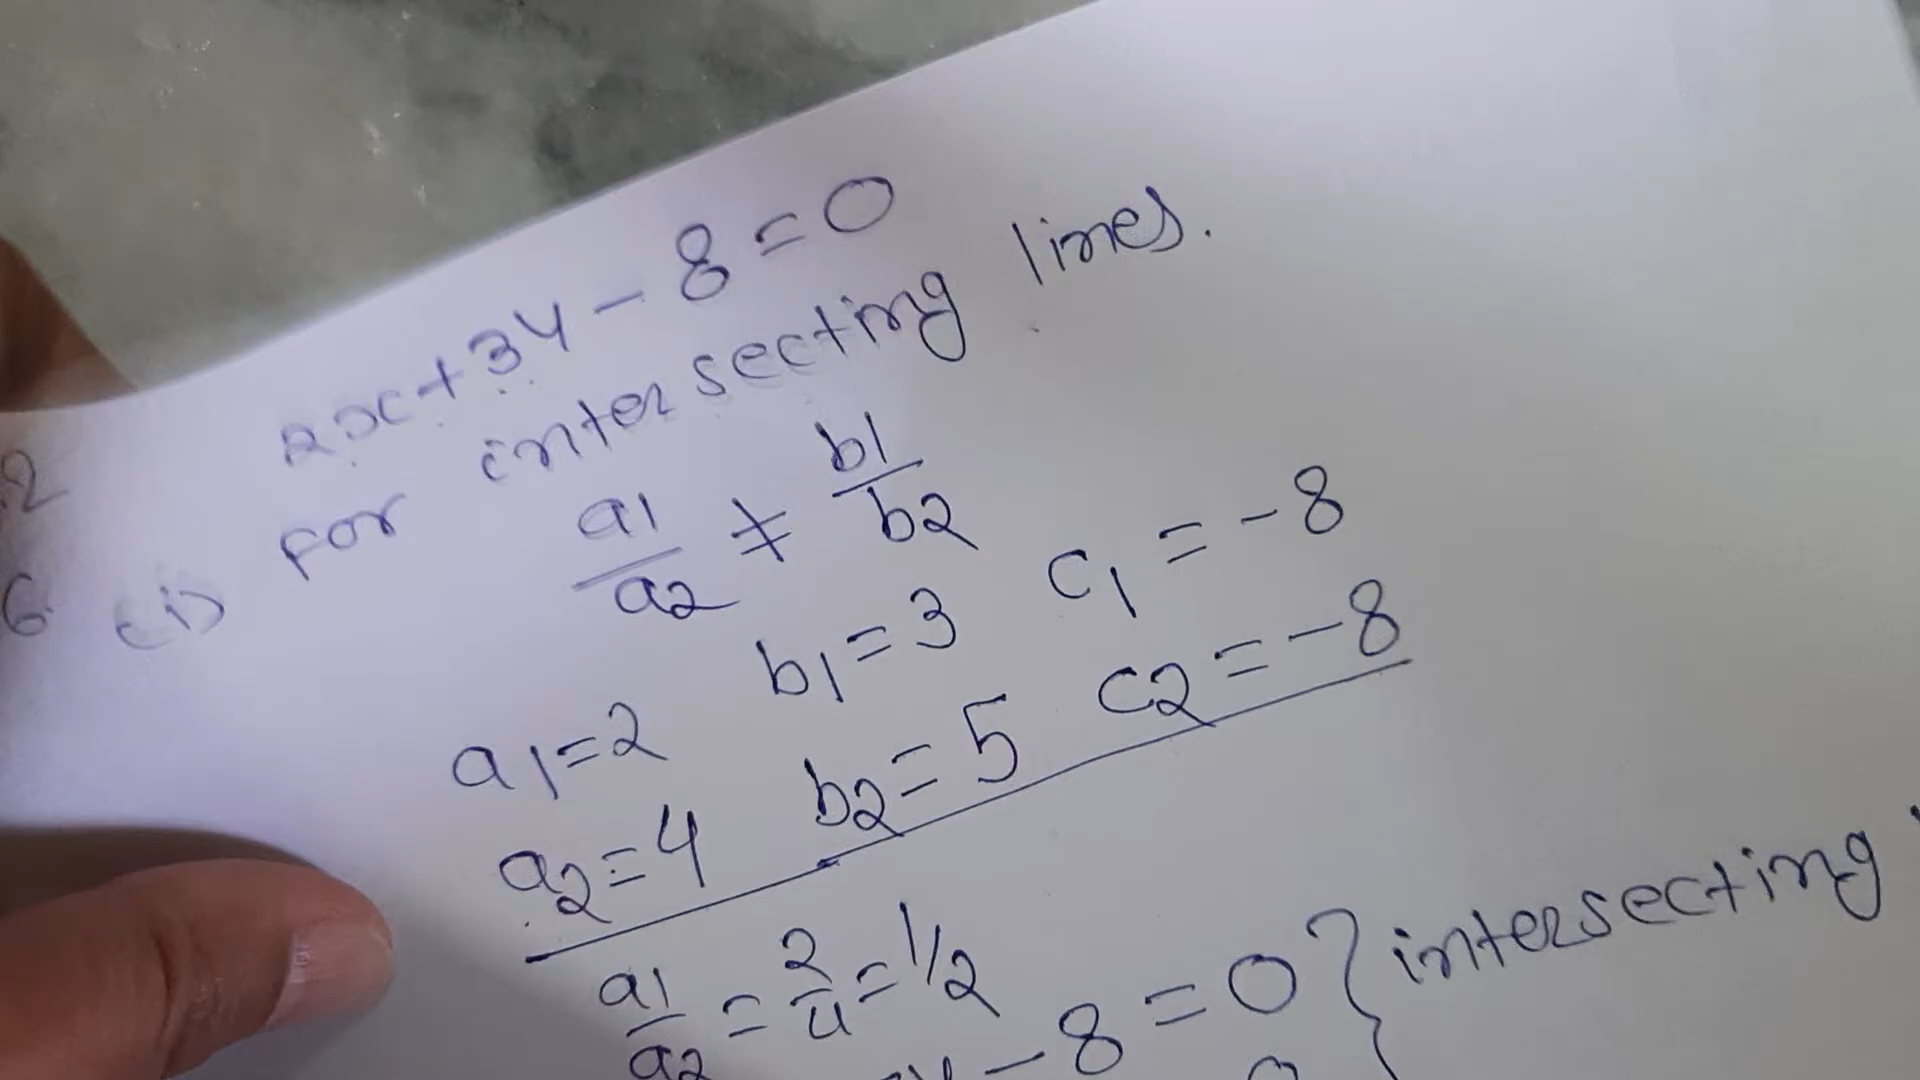 2x+3y-8=0
.2
6. (i) For intersecting lines.
a1/a2 ≠ b1/b2
a1=2 b1=3 c1=-8
a2=4 b2=5 c2=-8
a1/a2 = 2/4 = 1/2
y-8=0 } intersecting